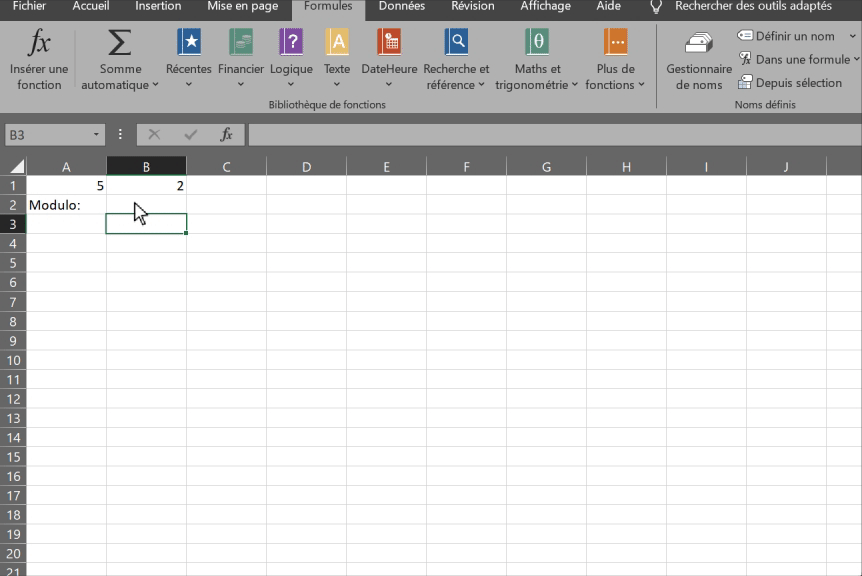 Fichier Accueil Insertion Mise en page Formules Données Révision Affichage Aide Rechercher des outils adaptés
fx Σ ? A θ
Insérer une fonction
Somme automatique
Récentes
Financier
Logique
Texte
DateHeure
Recherche et référence
Maths et trigonométrie
Plus de fonctions
Gestionnaire de noms
Définir un nom
Dans une formule
Depuis sélection
Bibliothèque de fonctions Noms définis
B3 fx
A B C D E F G H I J
1 5 2
2 Modulo:
3
4
5
6
7
8
9
10
11
12
13
14
15
16
17
18
19
20
21